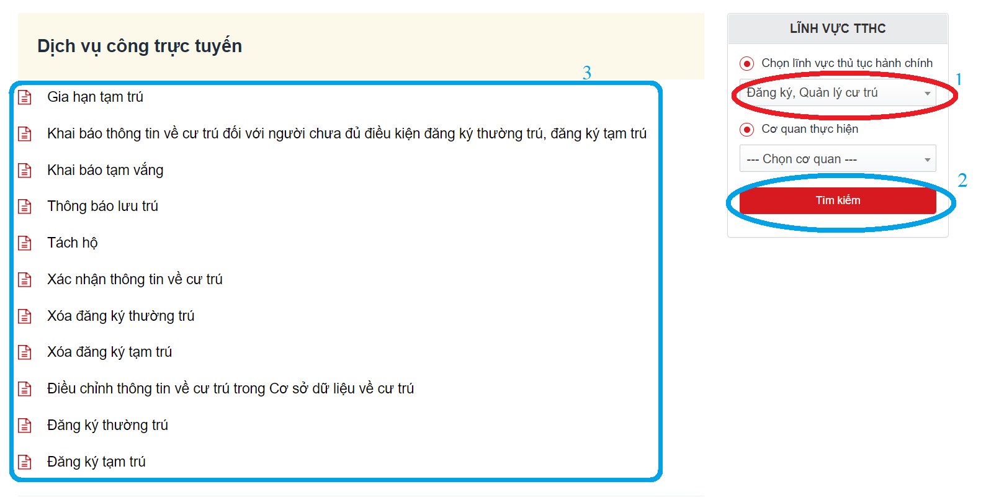 Dịch vụ công trực tuyến
3
Gia hạn tạm trú
Khai báo thông tin về cư trú đối với người chưa đủ điều kiện đăng ký thường trú, đăng ký tạm trú
Khai báo tạm vắng
Thông báo lưu trú
Tách hộ
Xác nhận thông tin về cư trú
Xóa đăng ký thường trú
Xóa đăng ký tạm trú
Điều chỉnh thông tin về cư trú trong Cơ sở dữ liệu về cư trú
Đăng ký thường trú
Đăng ký tạm trú
LĨNH VỰC TTHC
Chọn lĩnh vực thủ tục hành chính
1
Đăng ký, Quản lý cư trú
Cơ quan thực hiện
--- Chọn cơ quan ---
2
Tìm kiếm